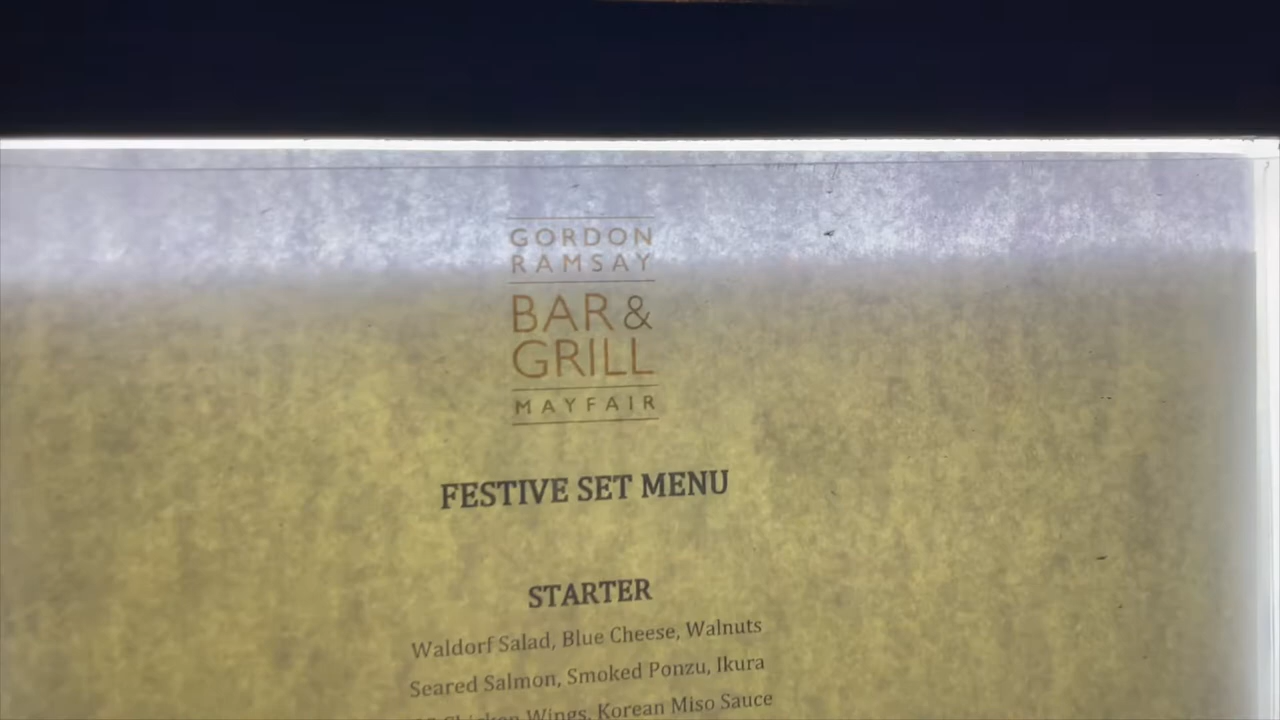 GORDON
RAMSAY
BAR &
GRILL
MAYFAIR
FESTIVE SET MENU
STARTER
Waldorf Salad, Blue Cheese, Walnuts
Seared Salmon, Smoked Ponzu, Ikura
Chicken Wings, Korean Miso Sauce